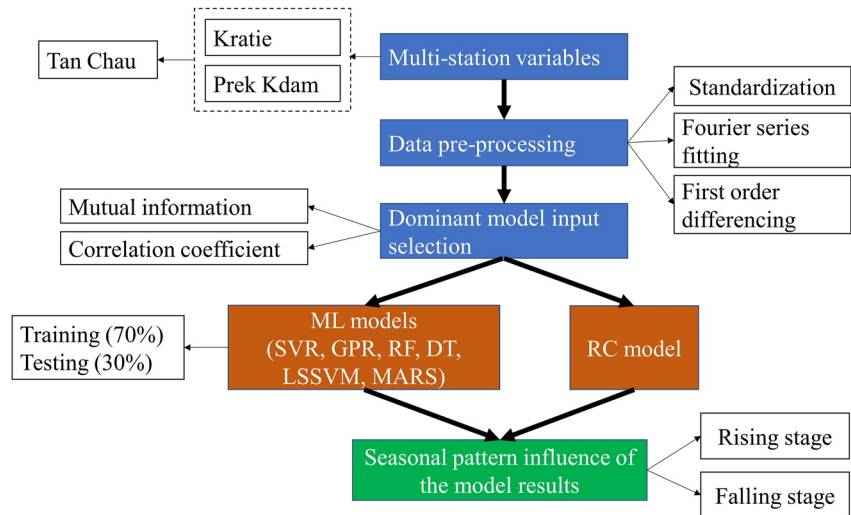 Kratie
Tan Chau
Prek Kdam
Multi-station variables
Standardization
Data pre-processing
Fourier series
fitting
First order
differencing
Mutual information
Correlation coefficient
Dominant model input
selection
Training (70%)
Testing (30%)
ML models
(SVR, GPR, RF, DT,
LSSVM, MARS)
RC model
Seasonal pattern influence of
the model results
Rising stage
Falling stage